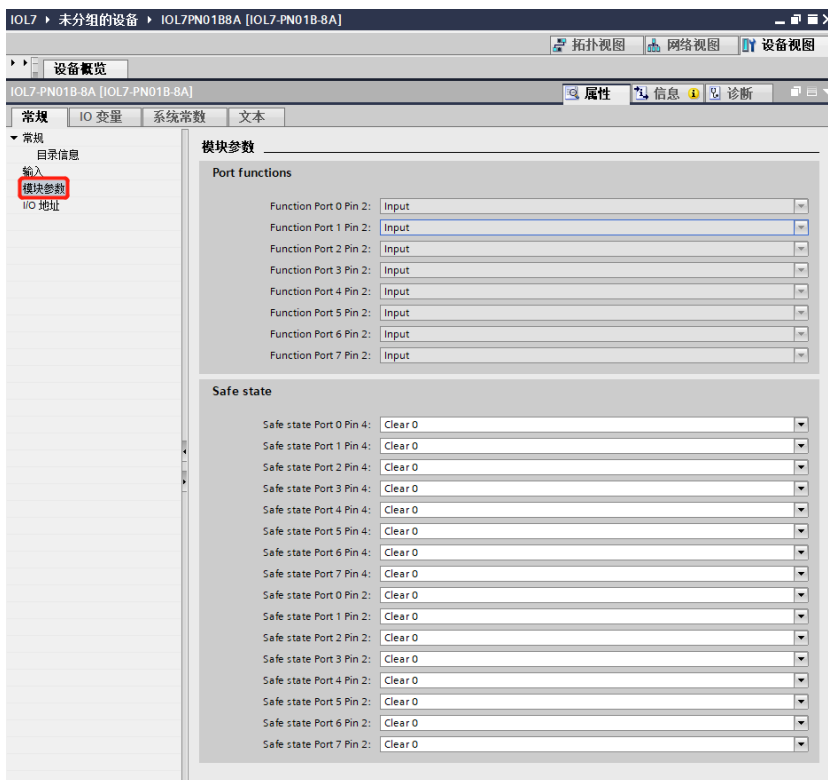 IOL7 ▸ 未分组的设备 ▸ IOL7PN01B8A [IOL7-PN01B-8A]
拓扑视图 网络视图 设备视图
设备概览
IOL7-PN01B-8A [IOL7-PN01B-8A] 属性 信息 诊断
常规 IO 变量 系统常数 文本
常规
目录信息
输入
模块参数
I/O 地址
模块参数
Port functions
Function Port 0 Pin 2: Input
Function Port 1 Pin 2: Input
Function Port 2 Pin 2: Input
Function Port 3 Pin 2: Input
Function Port 4 Pin 2: Input
Function Port 5 Pin 2: Input
Function Port 6 Pin 2: Input
Function Port 7 Pin 2: Input
Safe state
Safe state Port 0 Pin 4: Clear 0
Safe state Port 1 Pin 4: Clear 0
Safe state Port 2 Pin 4: Clear 0
Safe state Port 3 Pin 4: Clear 0
Safe state Port 4 Pin 4: Clear 0
Safe state Port 5 Pin 4: Clear 0
Safe state Port 6 Pin 4: Clear 0
Safe state Port 7 Pin 4: Clear 0
Safe state Port 0 Pin 2: Clear 0
Safe state Port 1 Pin 2: Clear 0
Safe state Port 2 Pin 2: Clear 0
Safe state Port 3 Pin 2: Clear 0
Safe state Port 4 Pin 2: Clear 0
Safe state Port 5 Pin 2: Clear 0
Safe state Port 6 Pin 2: Clear 0
Safe state Port 7 Pin 2: Clear 0